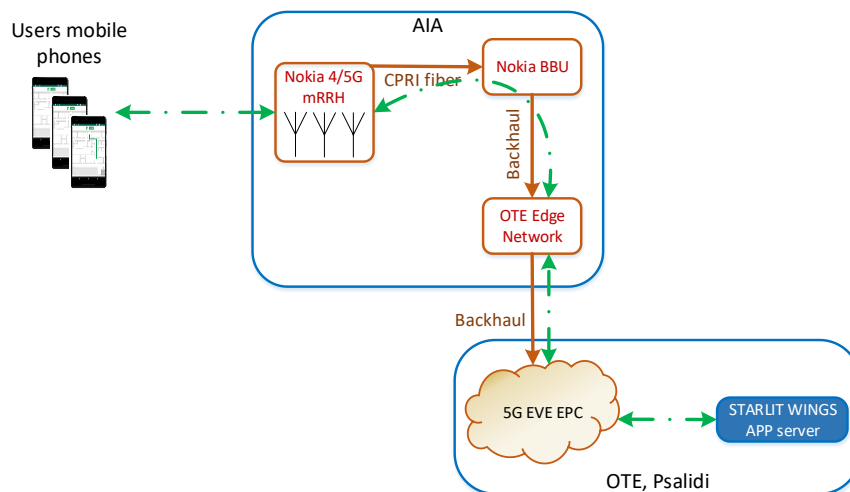 AIA
Users mobile
phones
Nokia 4/5G
mRRH
CPRI fiber
Nokia BBU
Backhaul
OTE Edge
Network
Backhaul
5G EVE EPC
STARLIT WINGS
APP server
OTE, Psalidi